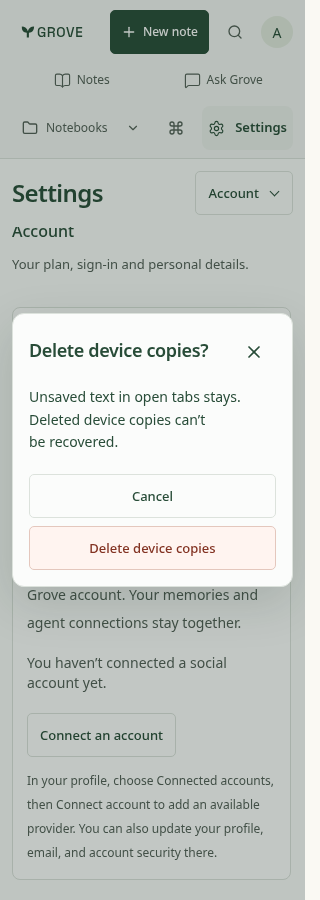 GROVE
New note
A
Notes
Ask Grove
Notebooks
Settings
Settings
Account
Account
Your plan, sign-in and personal details.
Delete device copies?
Unsaved text in open tabs stays.
Deleted device copies can’t
be recovered.
Cancel
Delete device copies
Grove account. Your memories and
agent connections stay together.
You haven’t connected a social
account yet.
Connect an account
In your profile, choose Connected accounts,
then Connect account to add an available
provider. You can also update your profile,
email, and account security there.